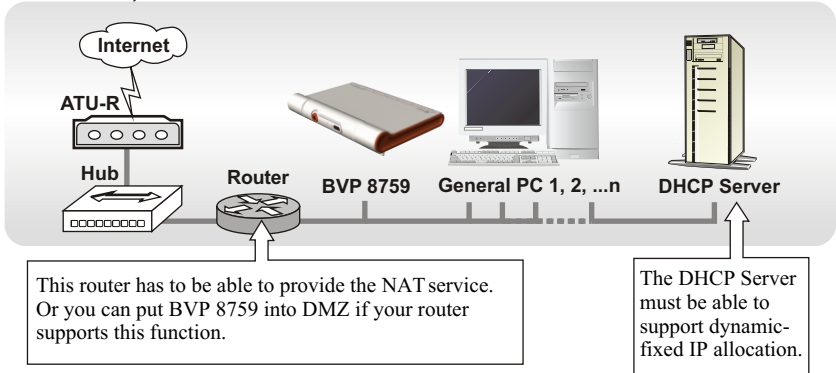 Internet
ATU-R
Hub
Router
BVP 8759
General PC 1, 2, ...n
DHCP Server
This router has to be able to provide the NAT service.
Or you can put BVP 8759 into DMZ if your router
supports this function.
The DHCP Server
must be able to
support dynamic-
fixed IP allocation.